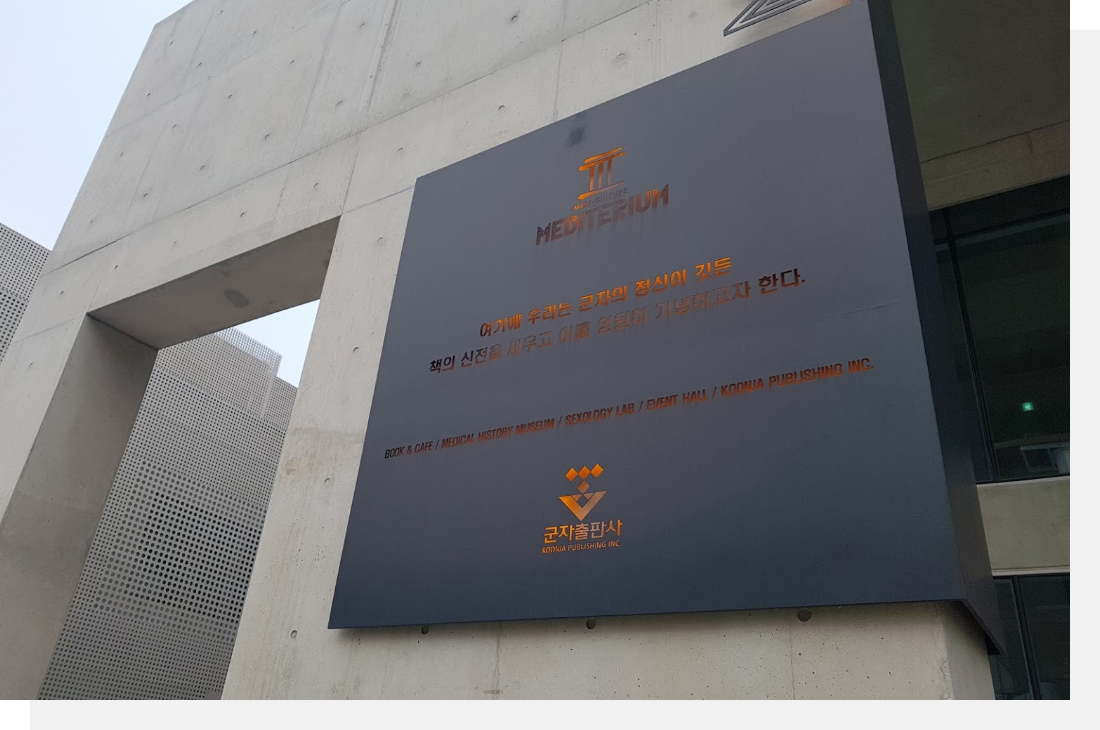 MEDITERIUM
여기에 우리는 군자의 정신이 깃든
책의 신전을 세우고 이를 영원히 기념하고자 한다.
BOOK & CAFE / MEDICAL HISTORY MUSEUM / SEXOLOGY LAB / EVENT HALL / KOONJA PUBLISHING INC.
군자출판사
KOONJA PUBLISHING INC.